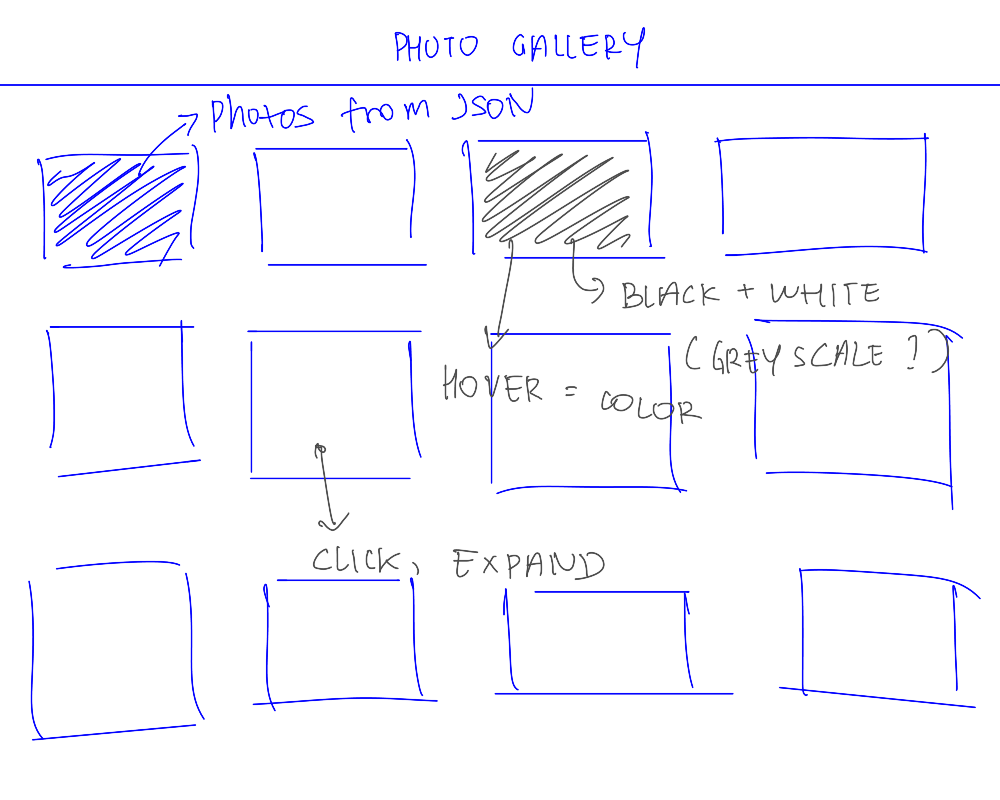 PHOTO GALLERY
Photos from JSON
BLACK + WHITE
(GREYSCALE?)
HOVER = COLOR
CLICK, EXPAND